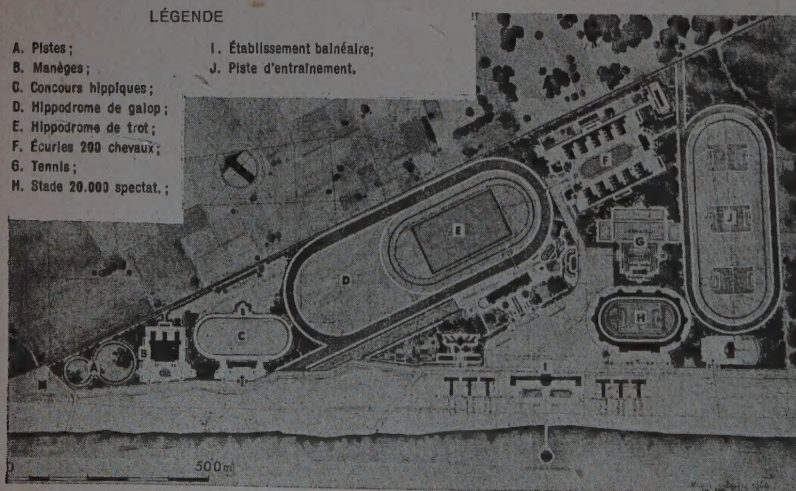 LÉGENDE
A. Pistes;
B. Manèges;
C. Concours hippiques;
D. Hippodrome de galop;
E. Hippodrome de trot;
F. Écuries 200 chevaux;
G. Tennis;
H. Stade 20.000 spectat.;
I. Établissement balnéaire;
J. Piste d'entraînement.
F
J
E
G
D
H
C
B
A
I
0 500m